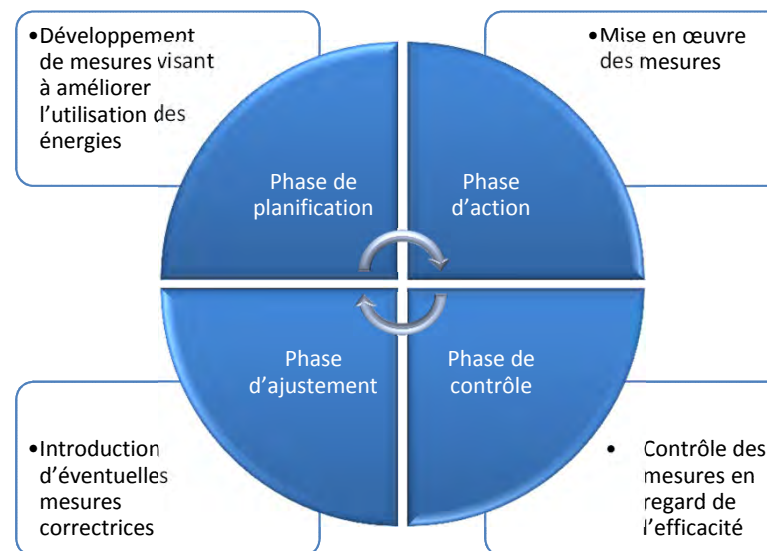 •Développement
de mesures visant
à améliorer
l'utilisation des
énergies
•Mise en œuvre
des mesures
Phase de
planification
Phase
d'action
Phase
d'ajustement
Phase de
contrôle
•Introduction
d'éventuelles
mesures
correctrices
• Contrôle des
mesures en
regard de
l'efficacité